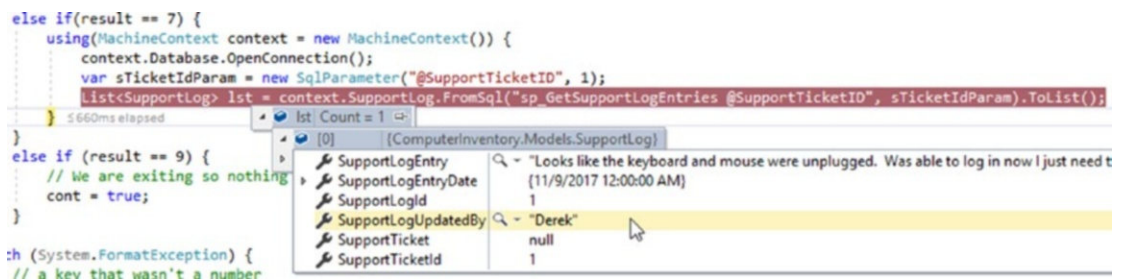 else if(result == 7) {
using(MachineContext context = new MachineContext()) {
context.Database.OpenConnection();
var sTicketIdParam = new SqlParameter("@SupportTicketID", 1);
List<SupportLog> lst = context.SupportLog.FromSql("sp_GetSupportLogEntries @SupportTicketID", sTicketIdParam).ToList();
} ≤660ms elapsed
lst Count = 1
}
[0] {ComputerInventory.Models.SupportLog}
else if (result == 9) {
SupportLogEntry "Looks like the keyboard and mouse were unplugged. Was able to log in now I just need t
// We are exiting so nothing
SupportLogEntryDate {11/9/2017 12:00:00 AM}
cont = true;
SupportLogId 1
}
SupportLogUpdatedBy "Derek"
SupportTicket null
ch (System.FormatException) {
SupportTicketId 1
// a key that wasn't a number